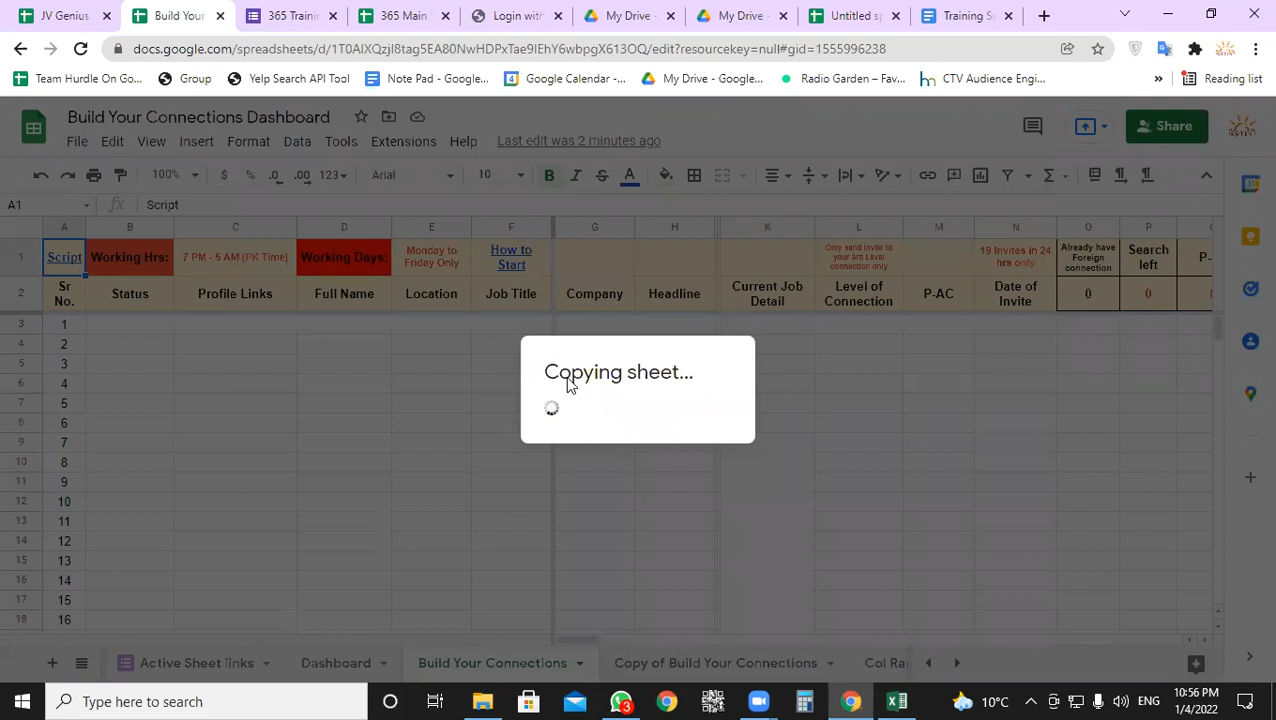 JV Genius
Build Your
365 Training
365 Main
Login with
My Drive -
My Drive -
Untitled sp
Training S
docs.google.com/spreadsheets/d/1T0AlXQzjl8tag5EA80NwHDPxTae9IEhY6wbpgX613OQ/edit?resourcekey=null#gid=1555996238
Team Hurdle On Go... Group Yelp Search API Tool Note Pad - Google... Google Calendar -... My Drive - Google... Radio Garden – Fav... CTV Audience Engi... » Reading list
Build Your Connections Dashboard
Share
File Edit View Insert Format Data Tools Extensions Help Last edit was 2 minutes ago
100% $ % .0 .00 123 Arial 10 B I S A
A1 fx Script
A B C D E F G H K L M N O P
1 Script Working Hrs: 7 PM - 5 AM (PK Time) Working Days: Monday to Friday Only How to Start Only send Invite to your 3rd Level connection only 19 Invites in 24 hrs only Already have Foreign connection Search left P-
2 Sr No. Status Profile Links Full Name Location Job Title Company Headline Current Job Detail Level of Connection P-AC Date of Invite 0 0
3 1
4 2
5 3
6 4
7 5
8 6
9 7
10 8
11 9
12 10
13 11
14 12
15 13
16 14
17 15
18 16
Copying sheet...
Active Sheet links Dashboard Build Your Connections Copy of Build Your Connections Col Ra
Type here to search
3
10°C
ENG
10:56 PM
1/4/2022